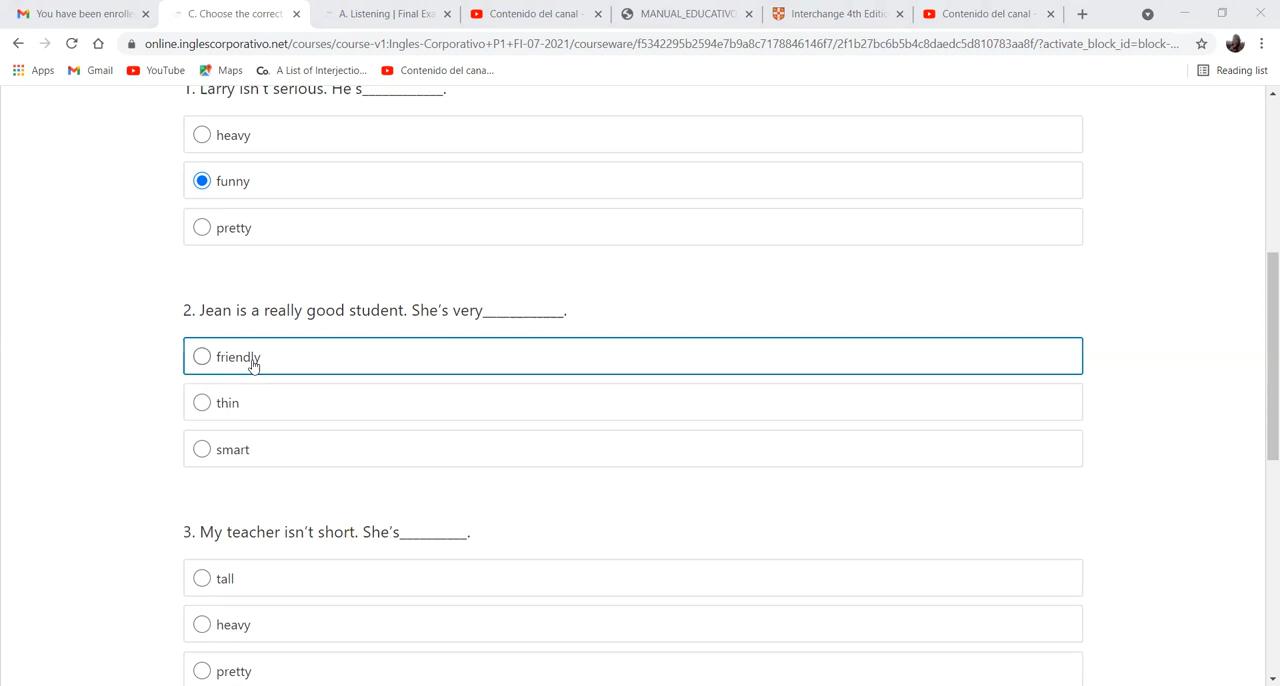 You have been enrolle
C. Choose the correct
A. Listening | Final Exa
Contenido del canal -
MANUAL_EDUCATIVO
Interchange 4th Editio
Contenido del canal -
online.inglescorporativo.net/courses/course-v1:Ingles-Corporativo+P1+FI-07-2021/courseware/f5342295b2594e7b9a8c7178846146f7/2f1b27bc6b5b4c8daedc5d810783aa8f/?activate_block_id=block-...
Apps
Gmail
YouTube
Maps
Co. A List of Interjectio...
Contenido del cana...
Reading list
1. Larry isn't serious. He's____________.
heavy
funny
pretty
2. Jean is a really good student. She's very____________.
friendly
thin
smart
3. My teacher isn't short. She's__________.
tall
heavy
pretty